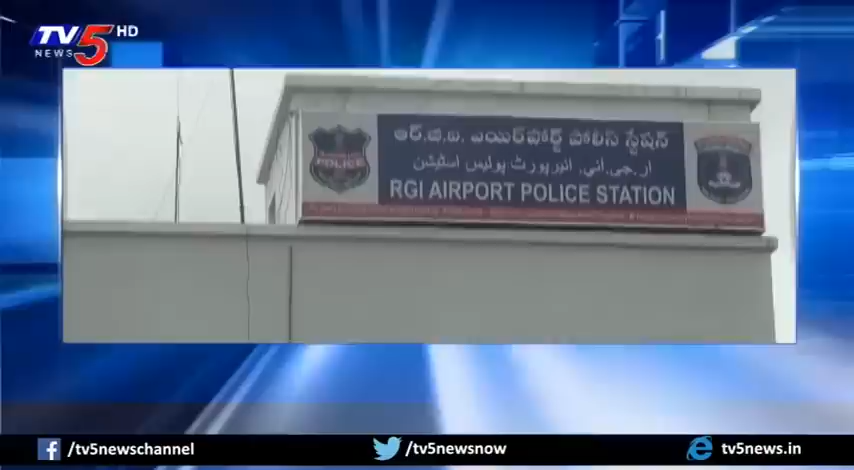 TV5 HD
NEWS
ఆర్.జి.ఐ. ఎయిర్‌పోర్ట్ పోలీస్ స్టేషన్
ار.جی.آئی. ائیرپورٹ پولیس اسٹیشن
POLICE
RGI AIRPORT POLICE STATION
/tv5newschannel
/tv5newsnow
tv5news.in